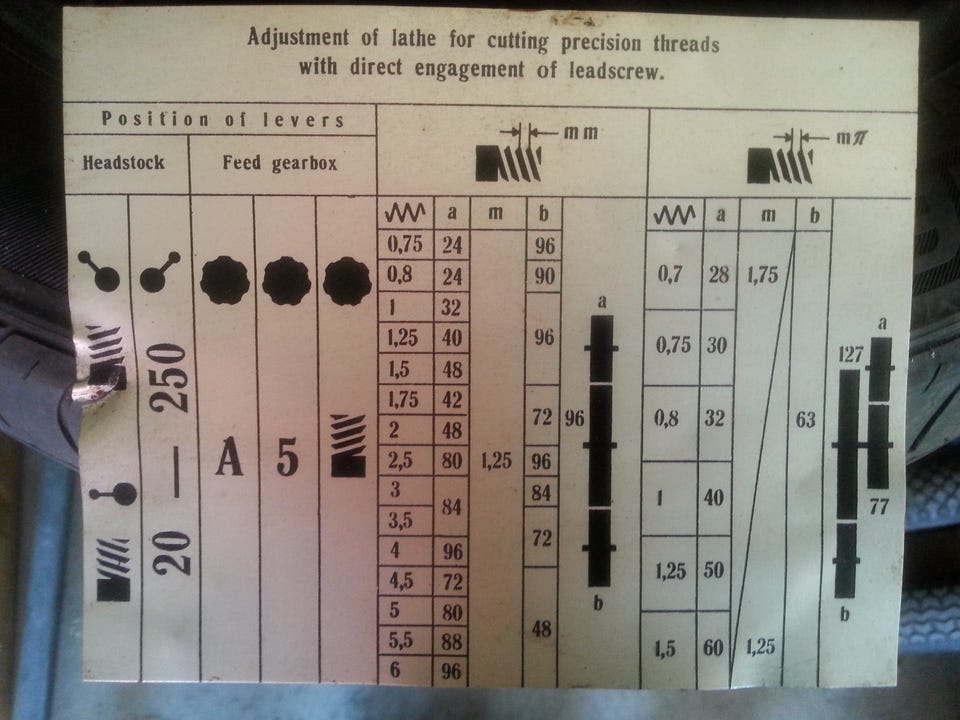 Adjustment of lathe for cutting precision threads
with direct engagement of leadscrew.
Position of levers
Headstock Feed gearbox
mm
mπ
a m b
a m b
0,75 24 96
0,8 24 90
1 32
1,25 40 96
1,5 48
1,75 42
2 48 72
2,5 80 1,25 96
3 84
3,5 84
4 96 72
4,5 72
5 80
5,5 88 48
6 96
a
96
b
0,7 28 1,75
0,75 30
0,8 32 63
1 40
1,25 50
1,5 60 1,25
a
127
77
b
20 — 250
A 5